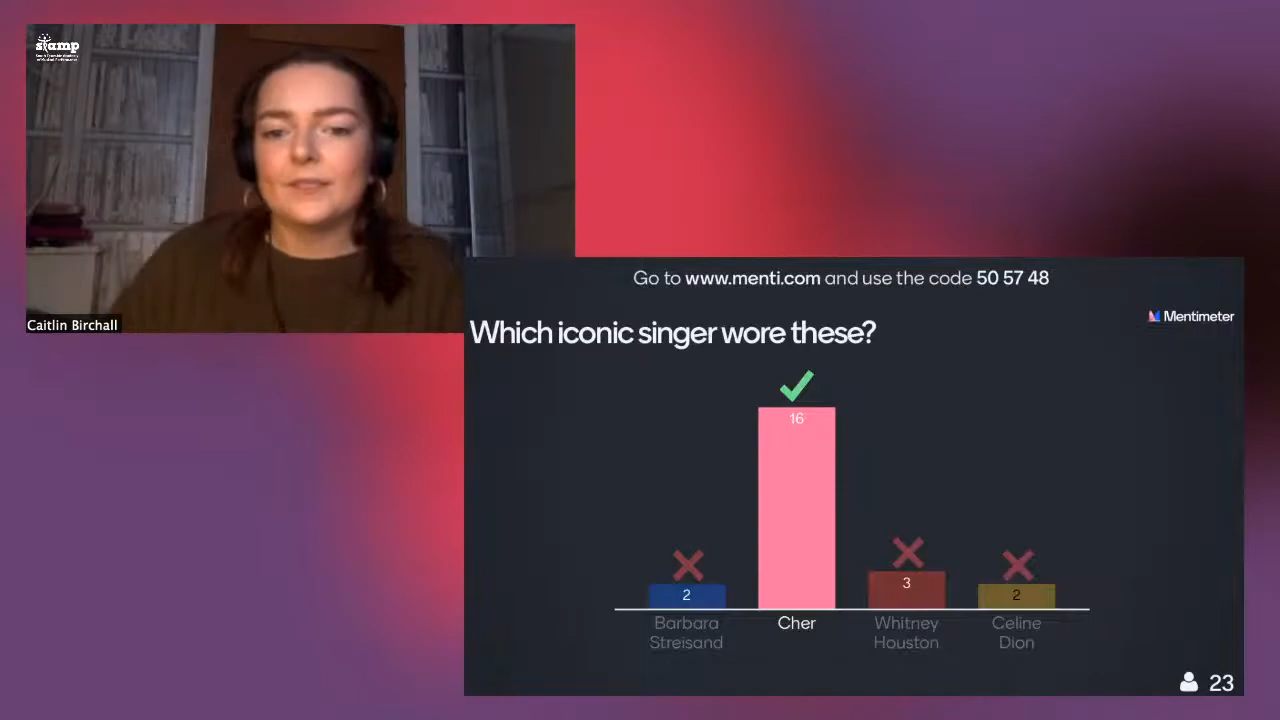 stamp
Caitlin Birchall
Go to www.menti.com and use the code 50 57 48
Mentimeter
Which iconic singer wore these?
16
2
3
2
Barbara
Streisand
Cher
Whitney
Houston
Celine
Dion
23